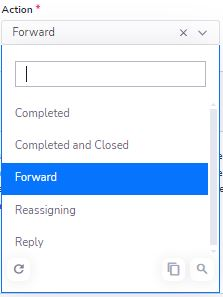 Action *
Forward
Completed
Completed and Closed
Forward
Reassigning
Reply